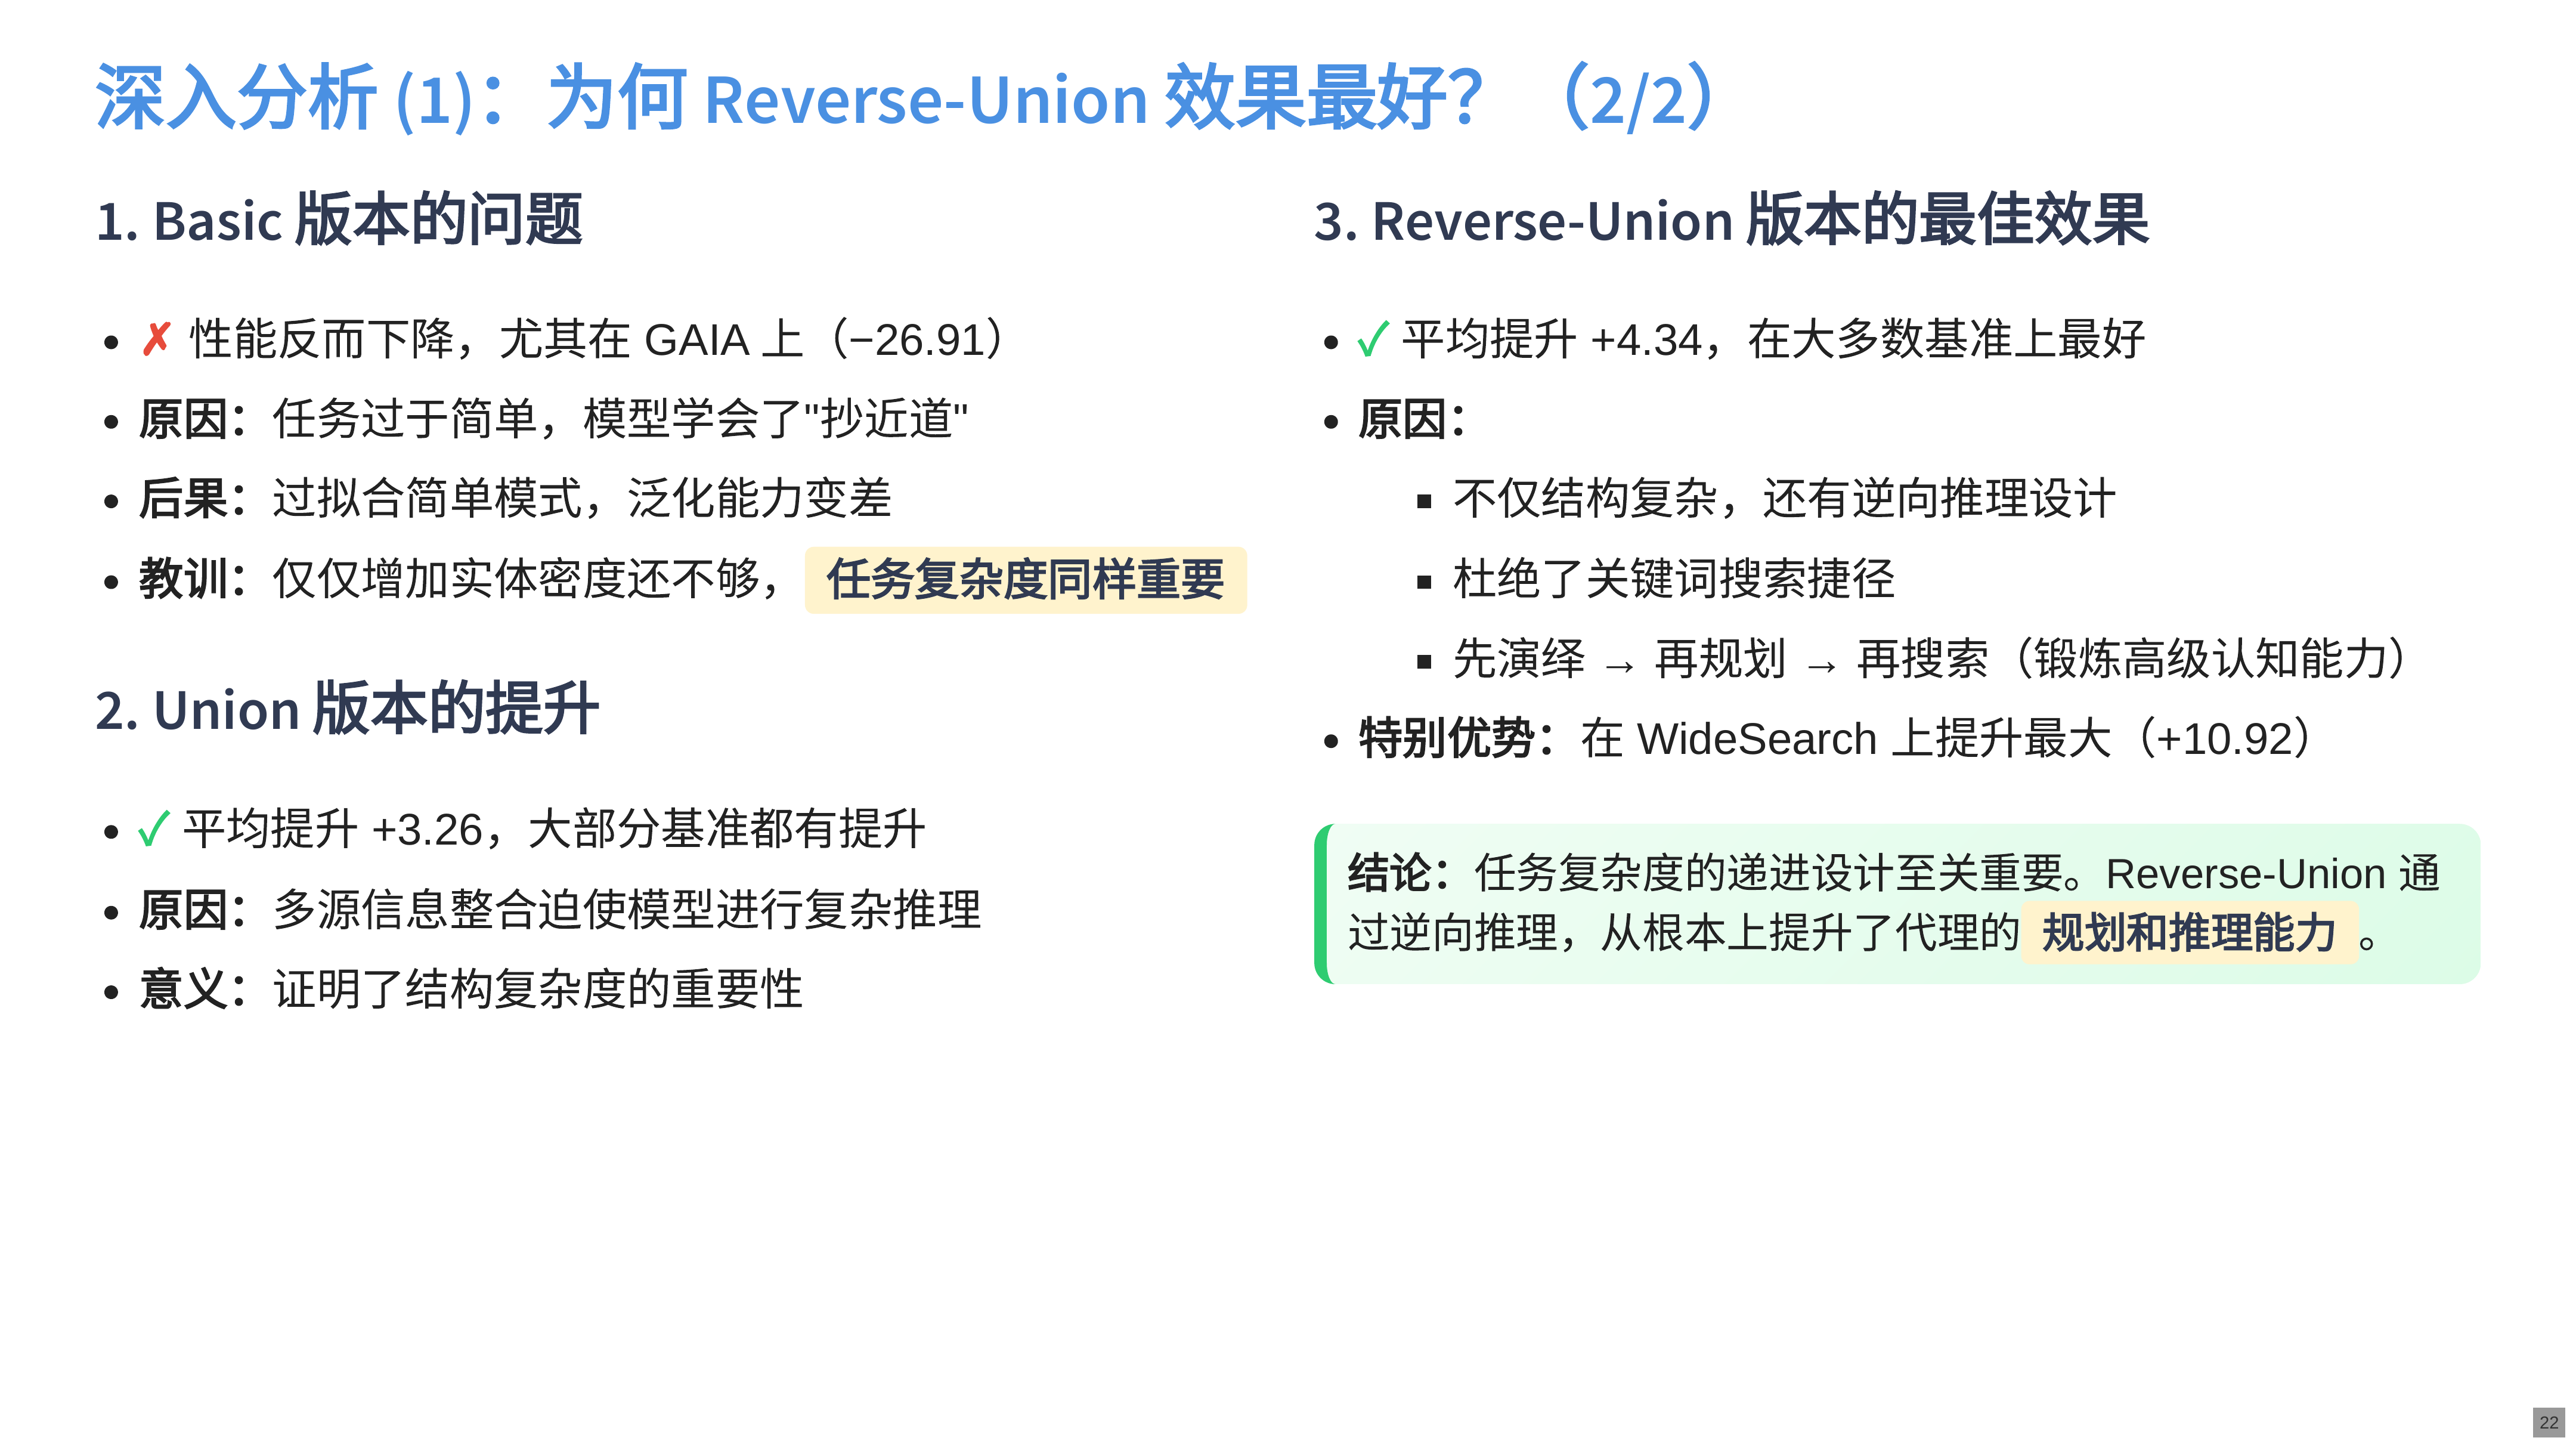 深入分析 (1)：为何 Reverse-Union 效果最好？（2/2）
1. Basic 版本的问题
• ✗ 性能反而下降，尤其在 GAIA 上（−26.91）
• 原因：任务过于简单，模型学会了"抄近道"
• 后果：过拟合简单模式，泛化能力变差
• 教训：仅仅增加实体密度还不够，任务复杂度同样重要
2. Union 版本的提升
• ✓ 平均提升 +3.26，大部分基准都有提升
• 原因：多源信息整合迫使模型进行复杂推理
• 意义：证明了结构复杂度的重要性
3. Reverse-Union 版本的最佳效果
• ✓ 平均提升 +4.34，在大多数基准上最好
• 原因：
▪ 不仅结构复杂，还有逆向推理设计
▪ 杜绝了关键词搜索捷径
▪ 先演绎 → 再规划 → 再搜索（锻炼高级认知能力）
• 特别优势：在 WideSearch 上提升最大（+10.92）
结论：任务复杂度的递进设计至关重要。Reverse-Union 通
过逆向推理，从根本上提升了代理的规划和推理能力。
22